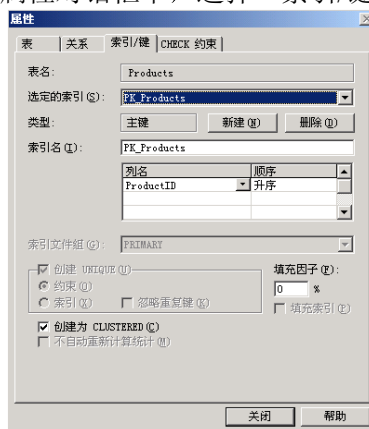 属性
表 关系 索引/键 CHECK 约束
表名: Products
选定的索引(S): PK_Products
类型: 主键 新建(N) 删除(D)
索引名(I): PK_Products
列名 顺序
ProductID 升序
索引文件组(G): PRIMARY
创建 UNIQUE(U)
约束(O)
索引(X) 忽略重复键(K)
填充因子(F):
0 %
填充索引(P)
创建为 CLUSTERED(C)
不自动重新计算统计(M)
关闭 帮助